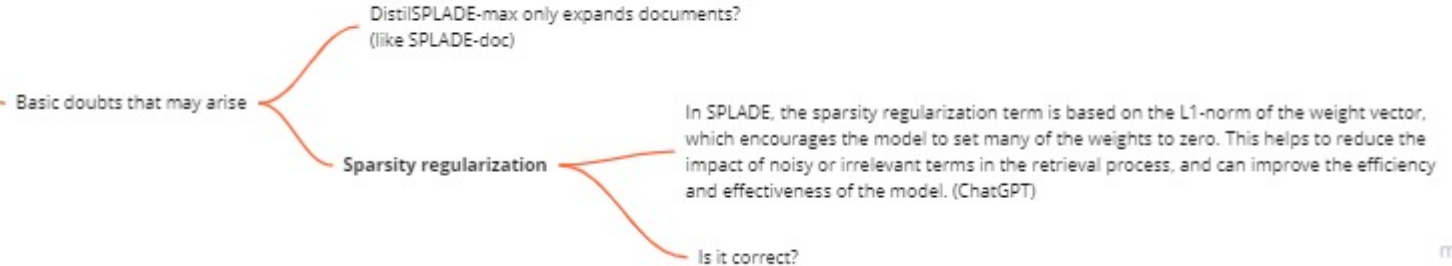 DistilSPLADE-max only expands documents?
(like SPLADE-doc)
Basic doubts that may arise
In SPLADE, the sparsity regularization term is based on the L1-norm of the weight vector,
which encourages the model to set many of the weights to zero. This helps to reduce the
Sparsity regularization
impact of noisy or irrelevant terms in the retrieval process, and can improve the efficiency
and effectiveness of the model. (ChatGPT)
Is it correct?